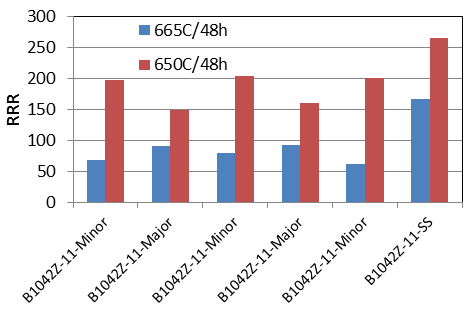 300
250
200
150
100
50
0
RRR
665C/48h
650C/48h
B1042Z-11-Minor
B1042Z-11-Major
B1042Z-11-Minor
B1042Z-11-Major
B1042Z-11-Minor
B1042Z-11-SS